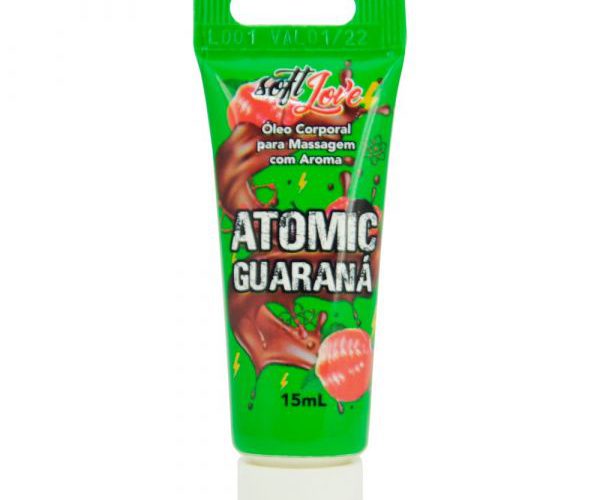 L001 VAL01/22
soft Love
Óleo Corporal
para Massagem
com Aroma
ATOMIC
GUARANÁ
15mL